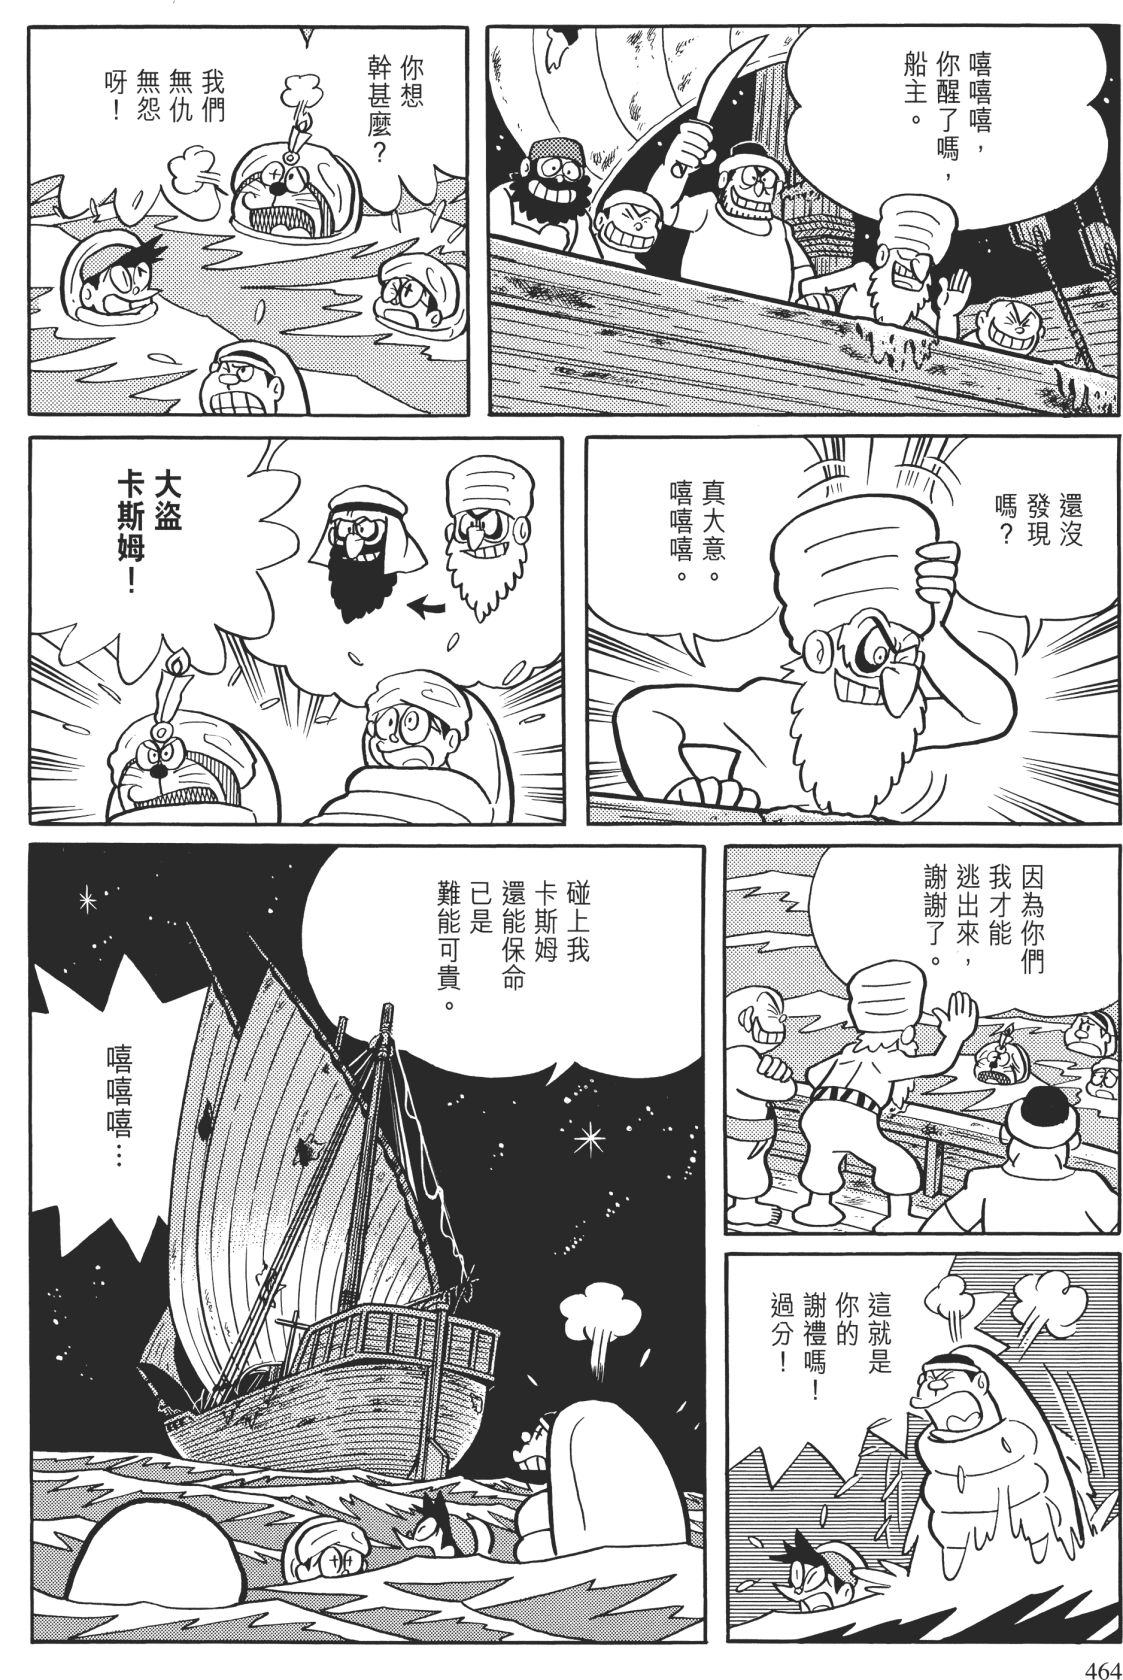 嘻嘻嘻，
你醒了嗎，
船主。
你想
幹甚麼？
我們
無仇
無怨
呀！
還沒
發現
嗎？
真大意。
嘻嘻嘻。
大盜
卡斯姆！
因為你們
我才能
逃出來，
謝謝了。
這就是
你的
謝禮嗎！
過分！
碰上我
卡斯姆
還能保命
已是
難能可貴。
嘻嘻嘻…
464